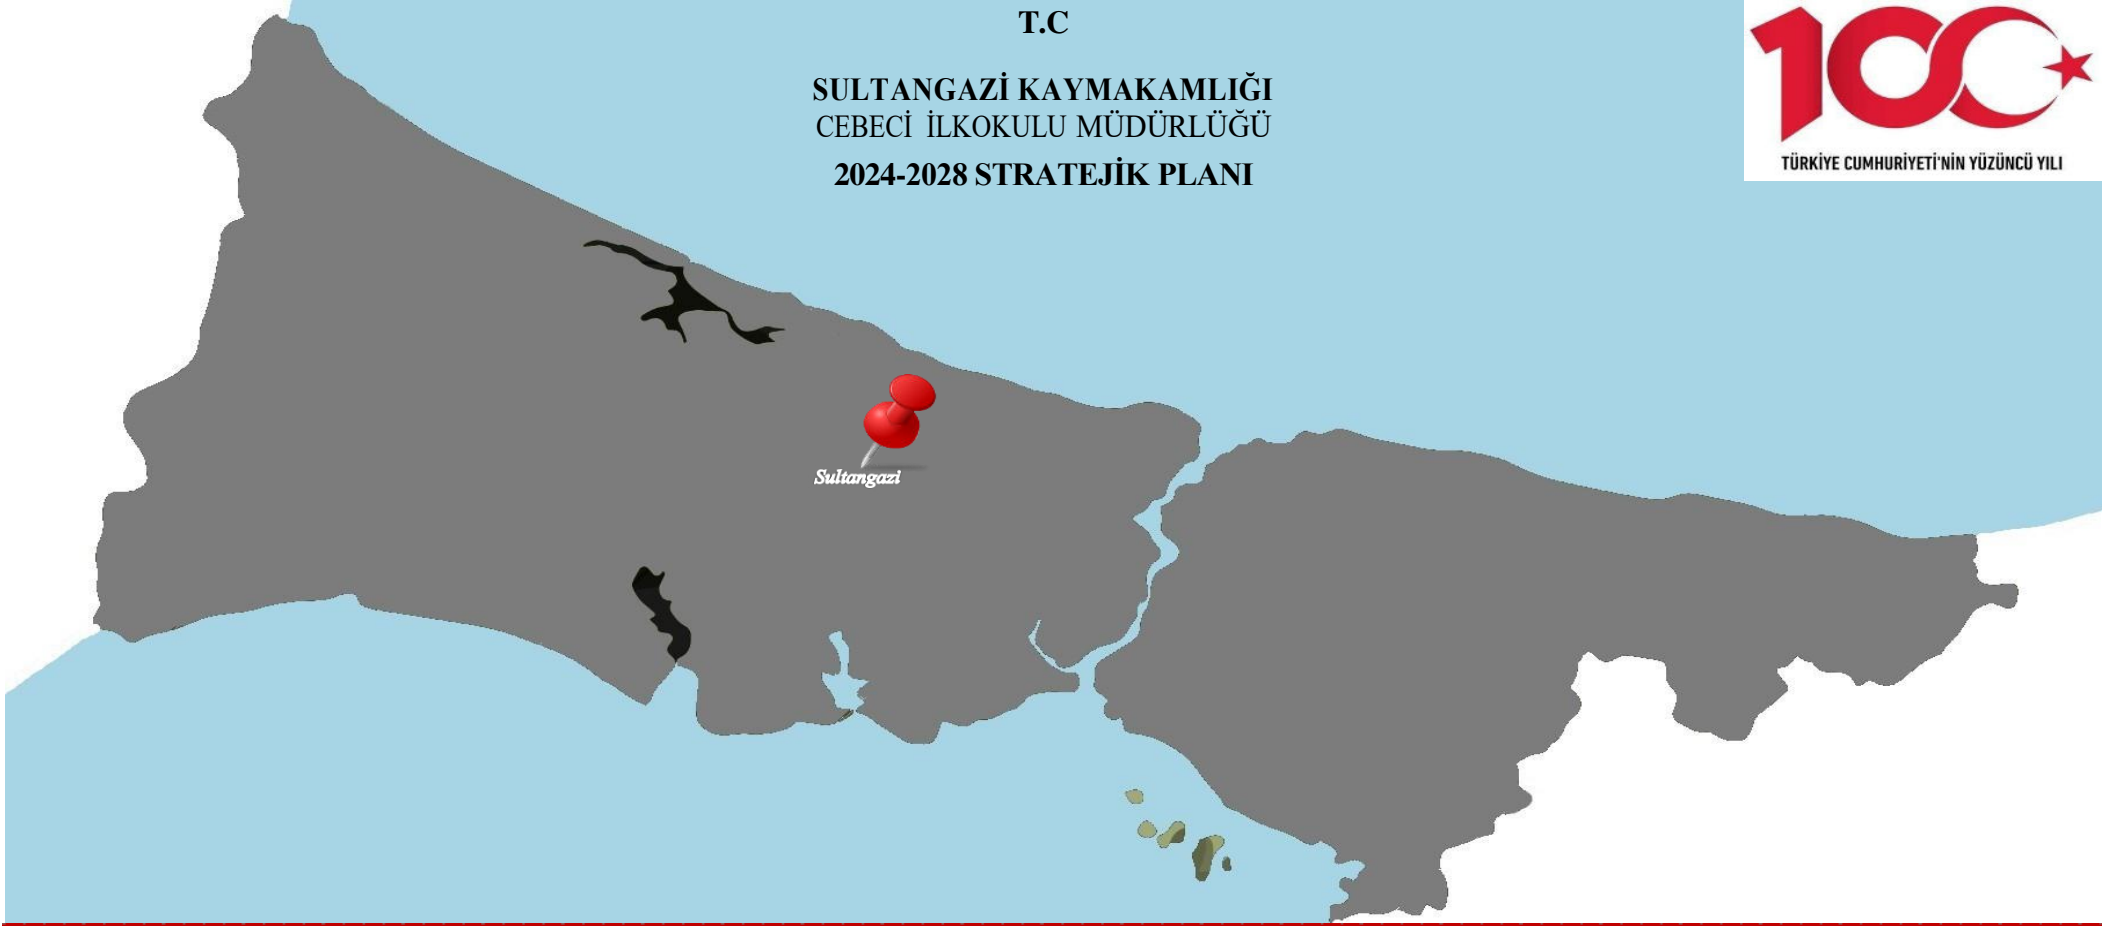 T.C
SULTANGAZİ KAYMAKAMLIĞI
CEBECİ İLKOKULU MÜDÜRLÜĞÜ
2024-2028 STRATEJİK PLANI
100
TÜRKİYE CUMHURİYETİ'NİN YÜZÜNCÜ YILI
Sultangazi